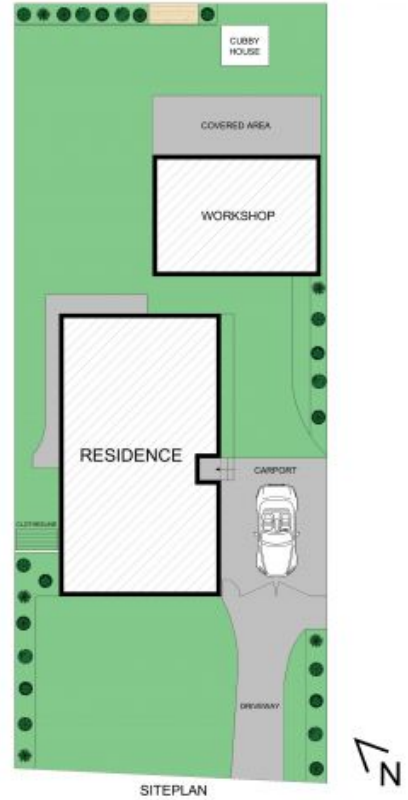 CUBBY
HOUSE
COVERED AREA
WORKSHOP
RESIDENCE
CARPORT
CLOTHESLINE
DRIVEWAY
SITEPLAN
N